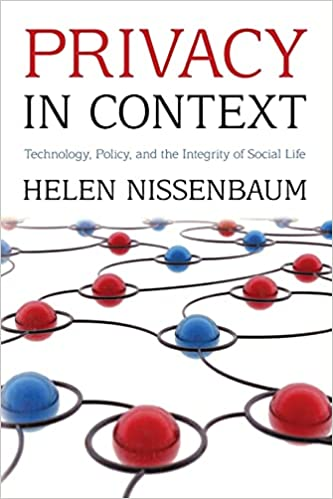 PRIVACY
IN CONTEXT
Technology, Policy, and the Integrity of Social Life
HELEN NISSENBAUM